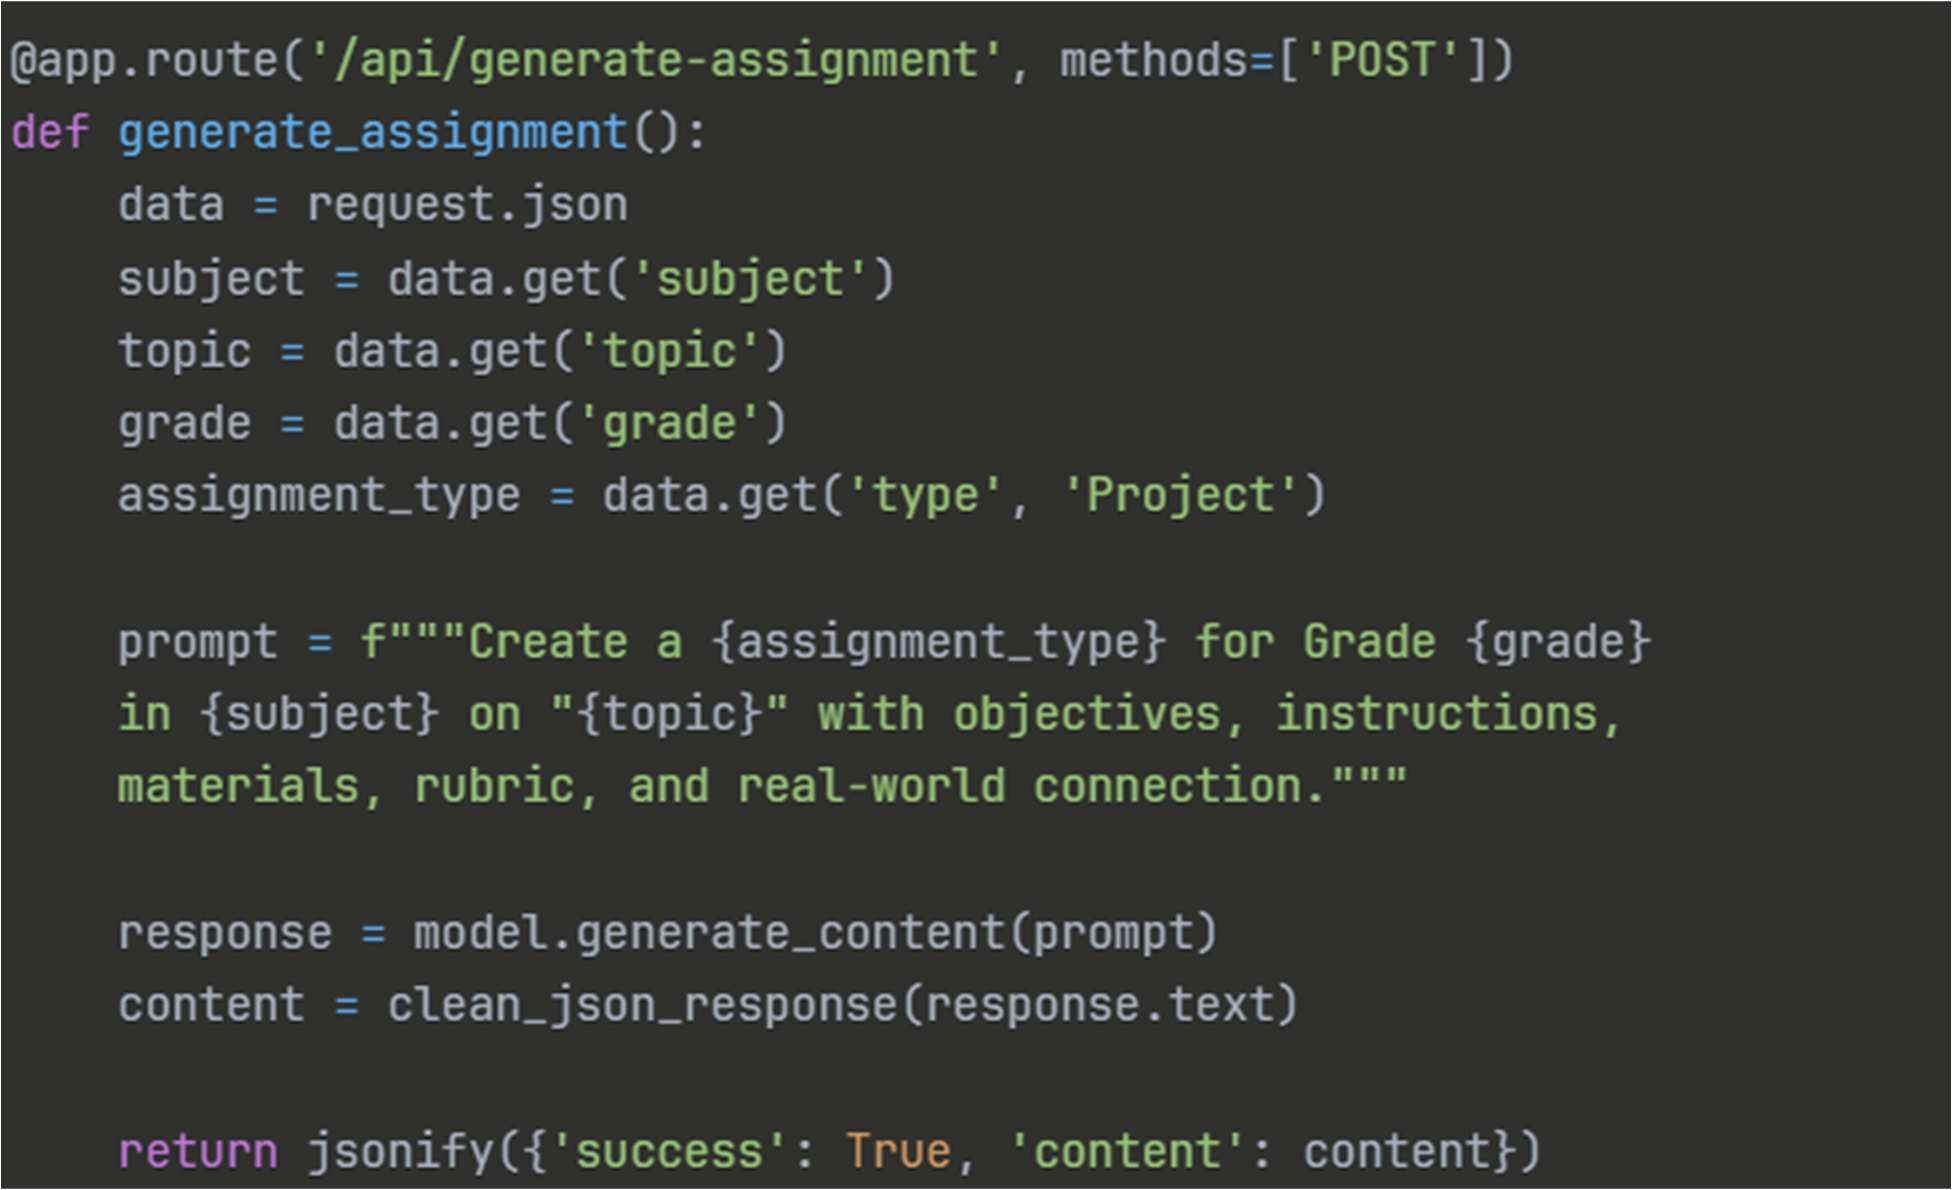 @app.route('/api/generate-assignment', methods=['POST'])
def generate_assignment():
    data = request.json
    subject = data.get('subject')
    topic = data.get('topic')
    grade = data.get('grade')
    assignment_type = data.get('type', 'Project')

    prompt = f"""Create a {assignment_type} for Grade {grade}
    in {subject} on "{topic}" with objectives, instructions,
    materials, rubric, and real-world connection."""

    response = model.generate_content(prompt)
    content = clean_json_response(response.text)

    return jsonify({'success': True, 'content': content})